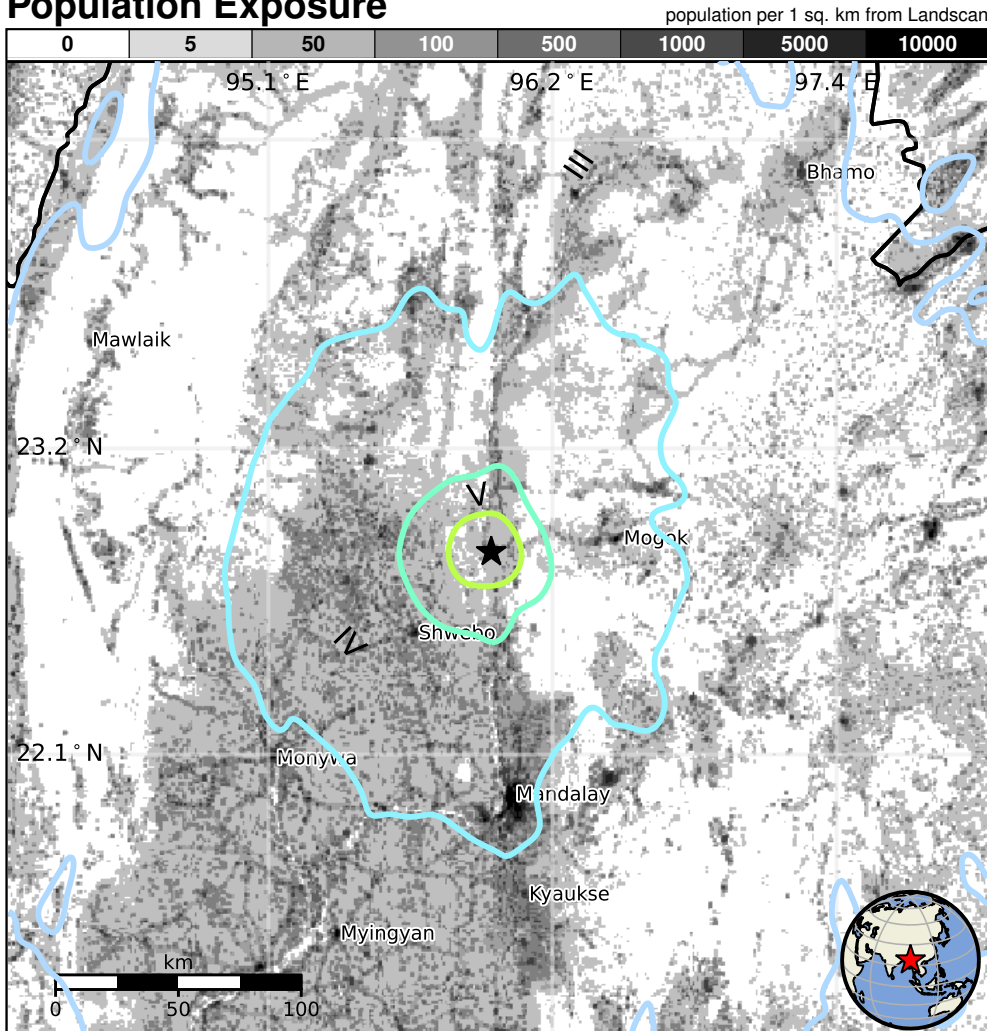 Population Exposure
population per 1 sq. km from Landscan
0 5 50 100 500 1000 5000 10000
95.1°E 96.2°E 97.4°E
III
Bhamo
Mawlaik
23.2°N
V
Mogok
Shwebo
IV
22.1°N
Monywa
Mandalay
Kyaukse
Myingyan
km
0 50 100